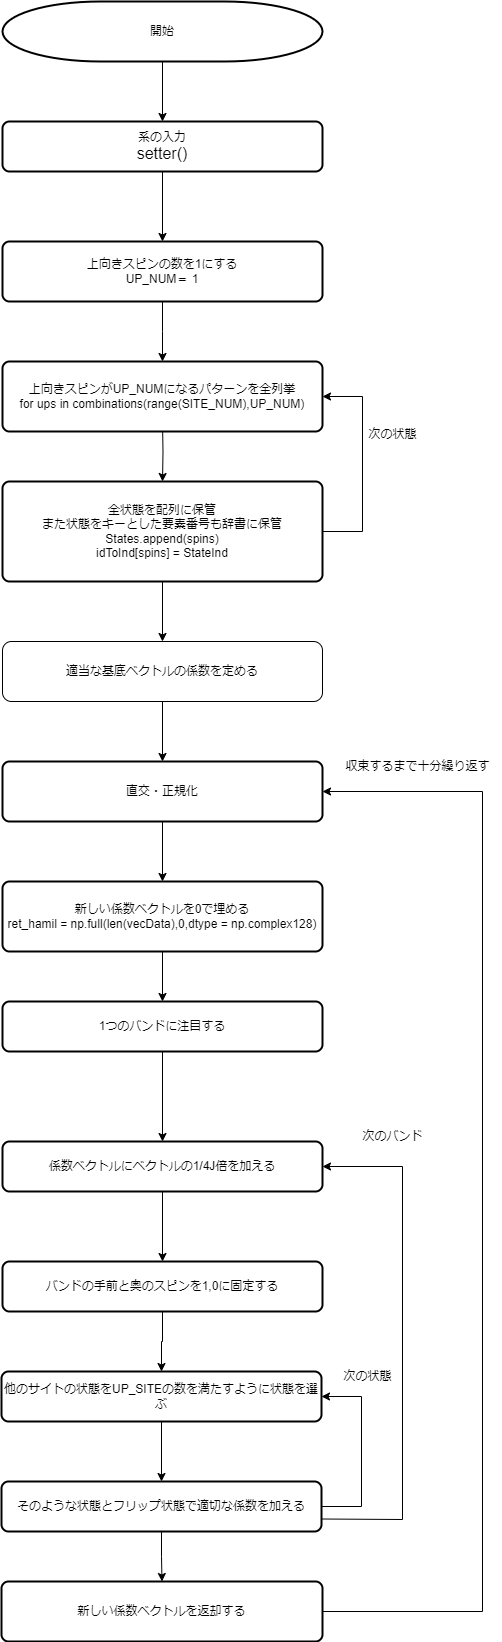 開始
系の入力
setter()
上向きスピンの数を1にする
UP_NUM＝ 1
上向きスピンがUP_NUMになるパターンを全列挙
for ups in combinations(range(SITE_NUM),UP_NUM)
次の状態
全状態を配列に保管
また状態をキーとした要素番号も辞書に保管
States.append(spins)
idToInd[spins] = StateInd
適当な基底ベクトルの係数を定める
収束するまで十分繰り返す
直交・正規化
新しい係数ベクトルを0で埋める
ret_hamil = np.full(len(vecData),0,dtype = np.complex128)
1つのバンドに注目する
次のバンド
係数ベクトルにベクトルの1/4J倍を加える
バンドの手前と奥のスピンを1,0に固定する
次の状態
他のサイトの状態をUP_SITEの数を満たすように状態を選
ぶ
そのような状態とフリップ状態で適切な係数を加える
新しい係数ベクトルを返却する